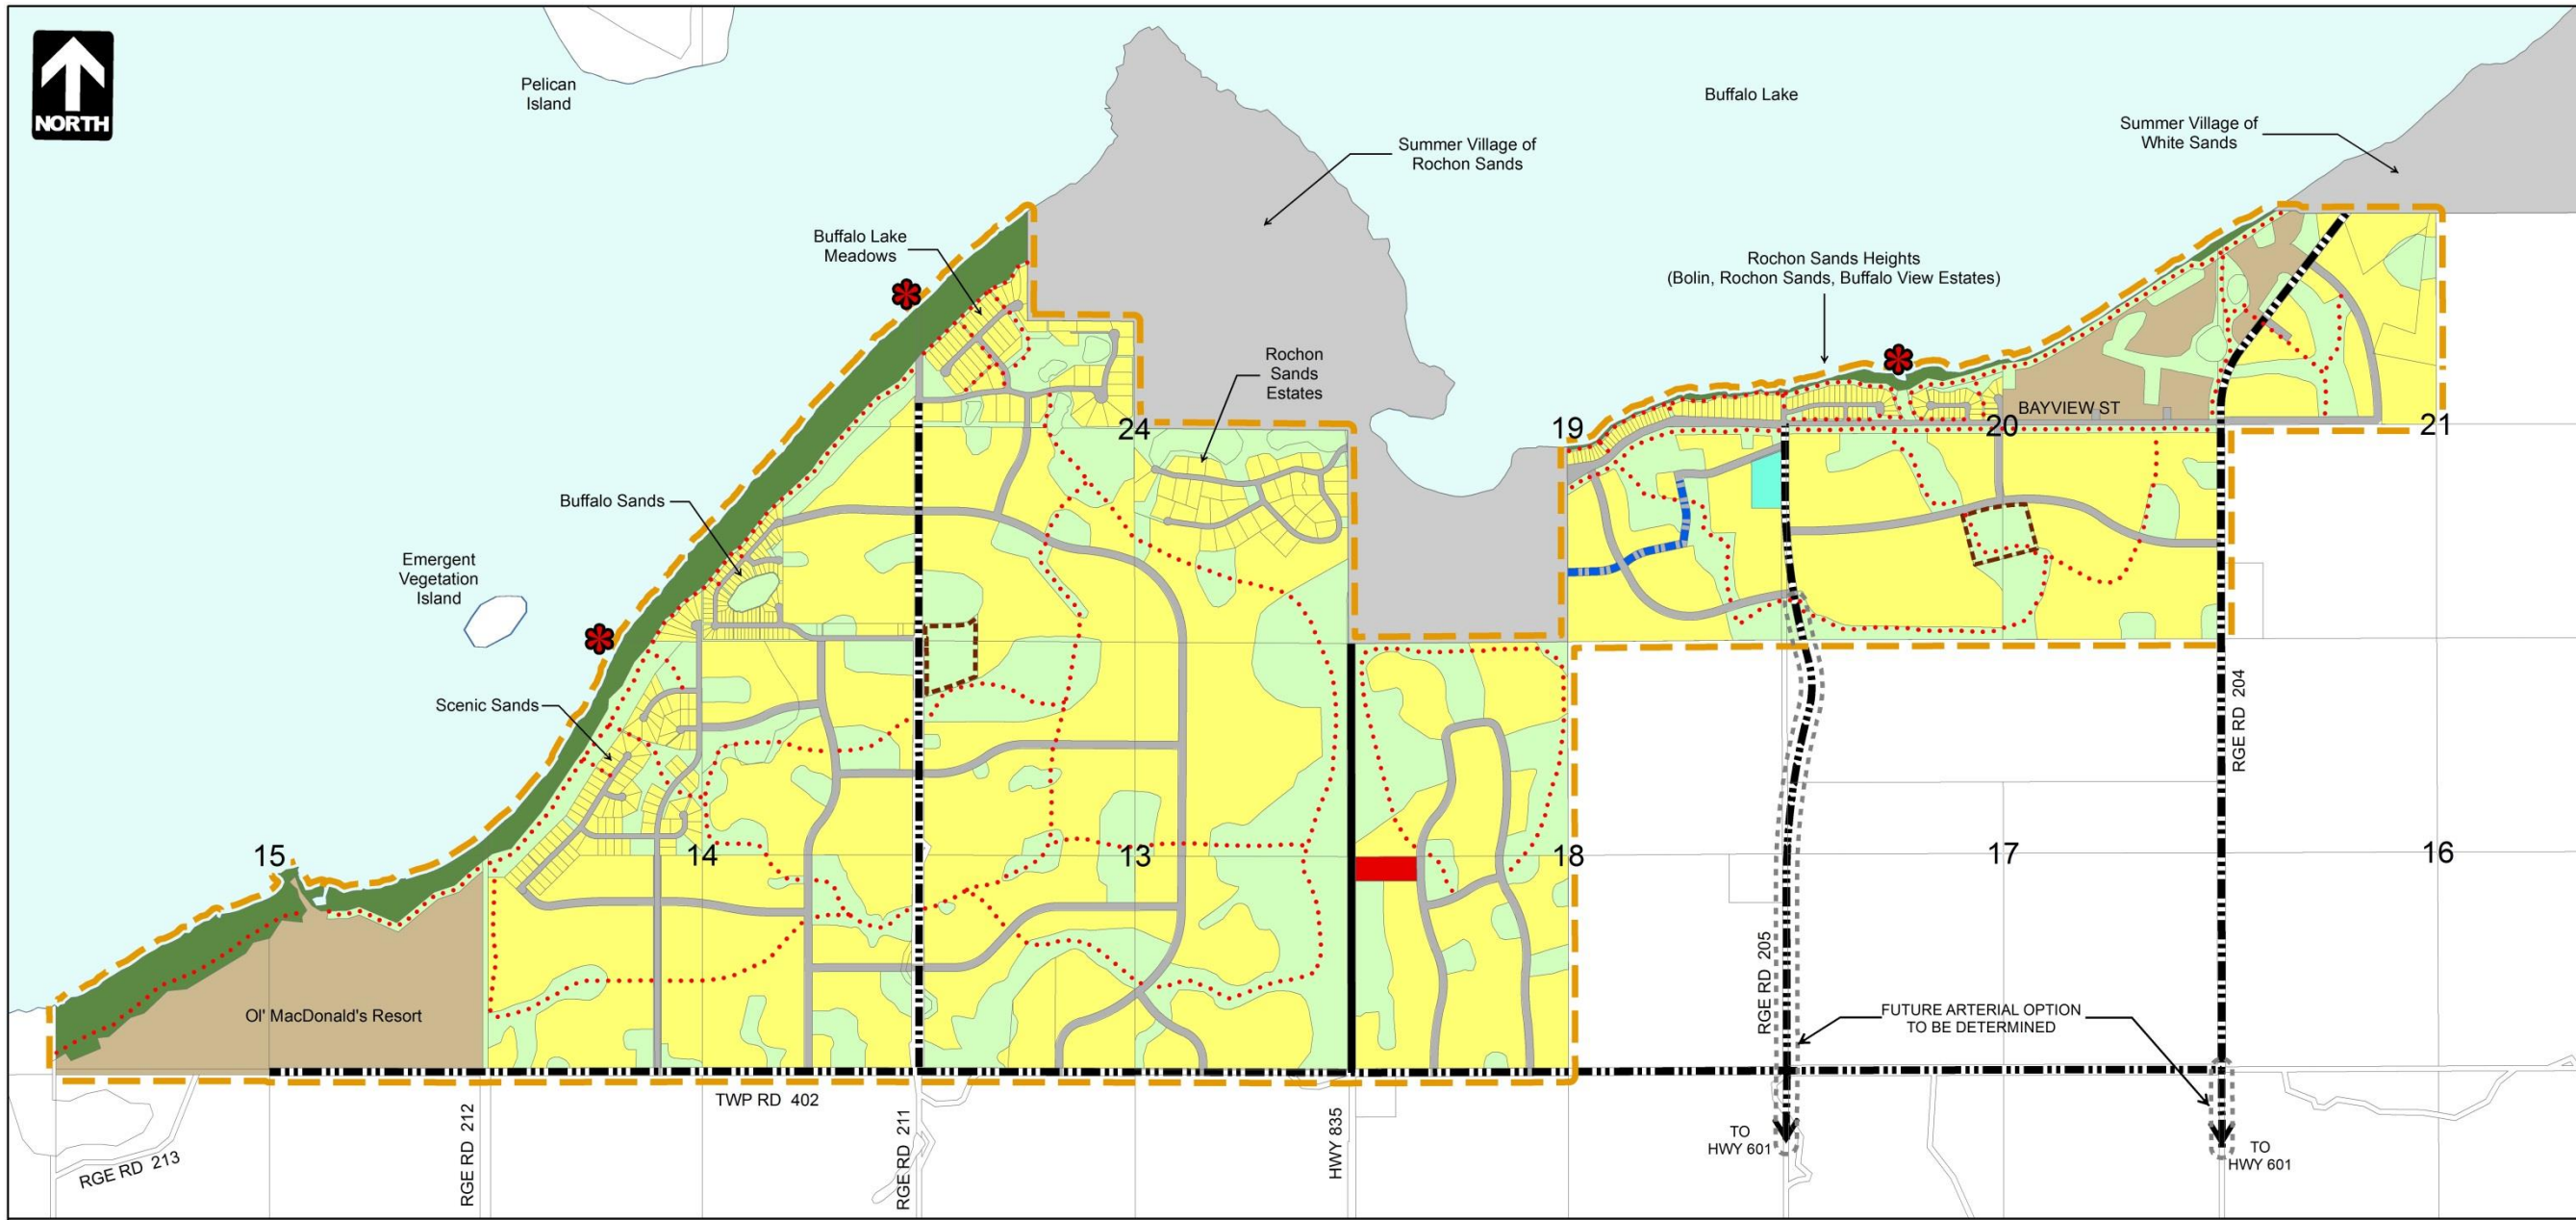 NORTH
Pelican
Island
Buffalo Lake
Summer Village of
White Sands
Summer Village of
Rochon Sands
Buffalo Lake
Meadows
Rochon Sands Heights
(Bolin, Rochon Sands, Buffalo View Estates)
Rochon
Sands
Estates
BAYVIEW ST
24
19
20
21
Buffalo Sands
Emergent
Vegetation
Island
Scenic Sands
RGE RD 204
15
14
13
18
17
16
RGE RD 205
Ol' MacDonald's Resort
FUTURE ARTERIAL OPTION
TO BE DETERMINED
TWP RD 402
RGE RD 213
RGE RD 212
RGE RD 211
HWY 835
TO
HWY 601
TO
HWY 601